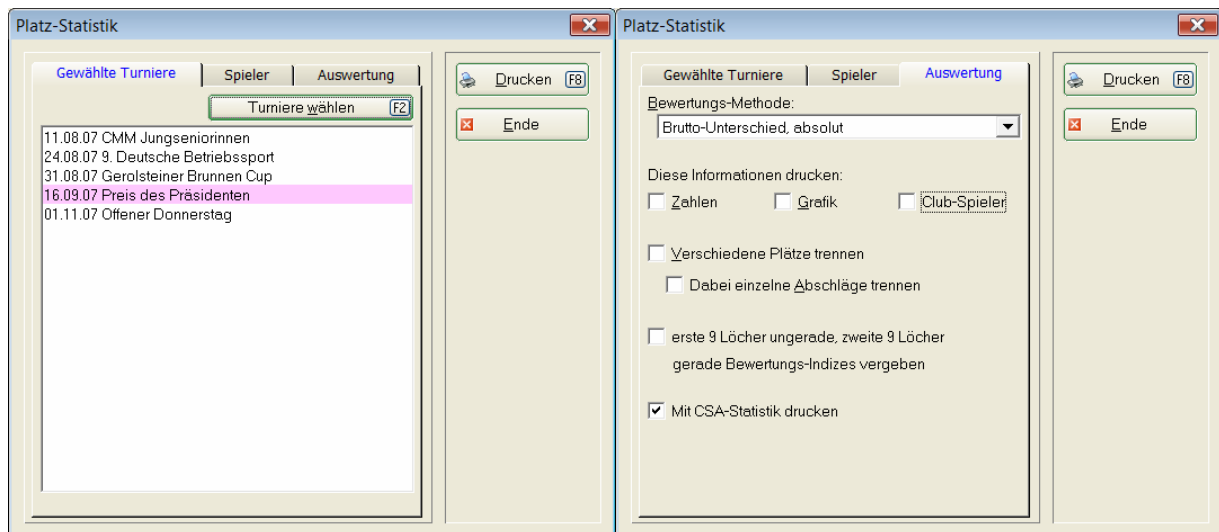 Platz-Statistik
Gewählte Turniere
Spieler
Auswertung
Turniere wählen F2
11.08.07 CMM Jungseniorinnen
24.08.07 9. Deutsche Betriebssport
31.08.07 Gerolsteiner Brunnen Cup
16.09.07 Preis des Präsidenten
01.11.07 Offener Donnerstag
Drucken F8
Ende
Platz-Statistik
Gewählte Turniere
Spieler
Auswertung
Bewertungs-Methode:
Brutto-Unterschied, absolut
Diese Informationen drucken:
Zahlen
Grafik
Club-Spieler
Verschiedene Plätze trennen
Dabei einzelne Abschläge trennen
erste 9 Löcher ungerade, zweite 9 Löcher
gerade Bewertungs-Indizes vergeben
Mit CSA-Statistik drucken
Drucken F8
Ende